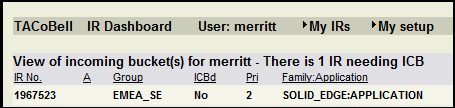 TACoBell IR Dashboard User: merritt My IRs My setup
View of incoming bucket(s) for merritt - There is 1 IR needing ICB
IR No. A Group ICBd Pri Family:Application
1967523 EMEA_SE No 2 SOLID_EDGE:APPLICATION